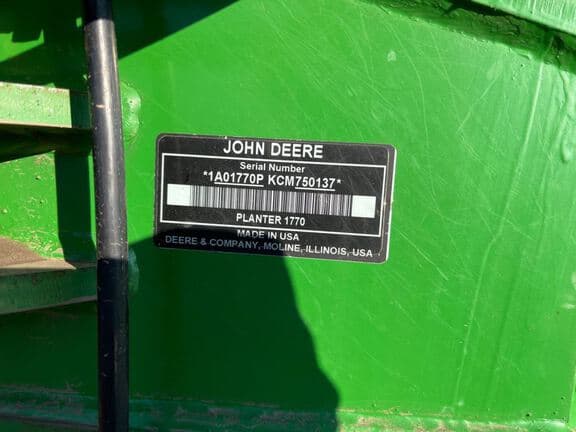 JOHN DEERE
Serial Number
*1A01770P KCM750137*
PLANTER 1770
MADE IN USA
DEERE & COMPANY, MOLINE, ILLINOIS, USA